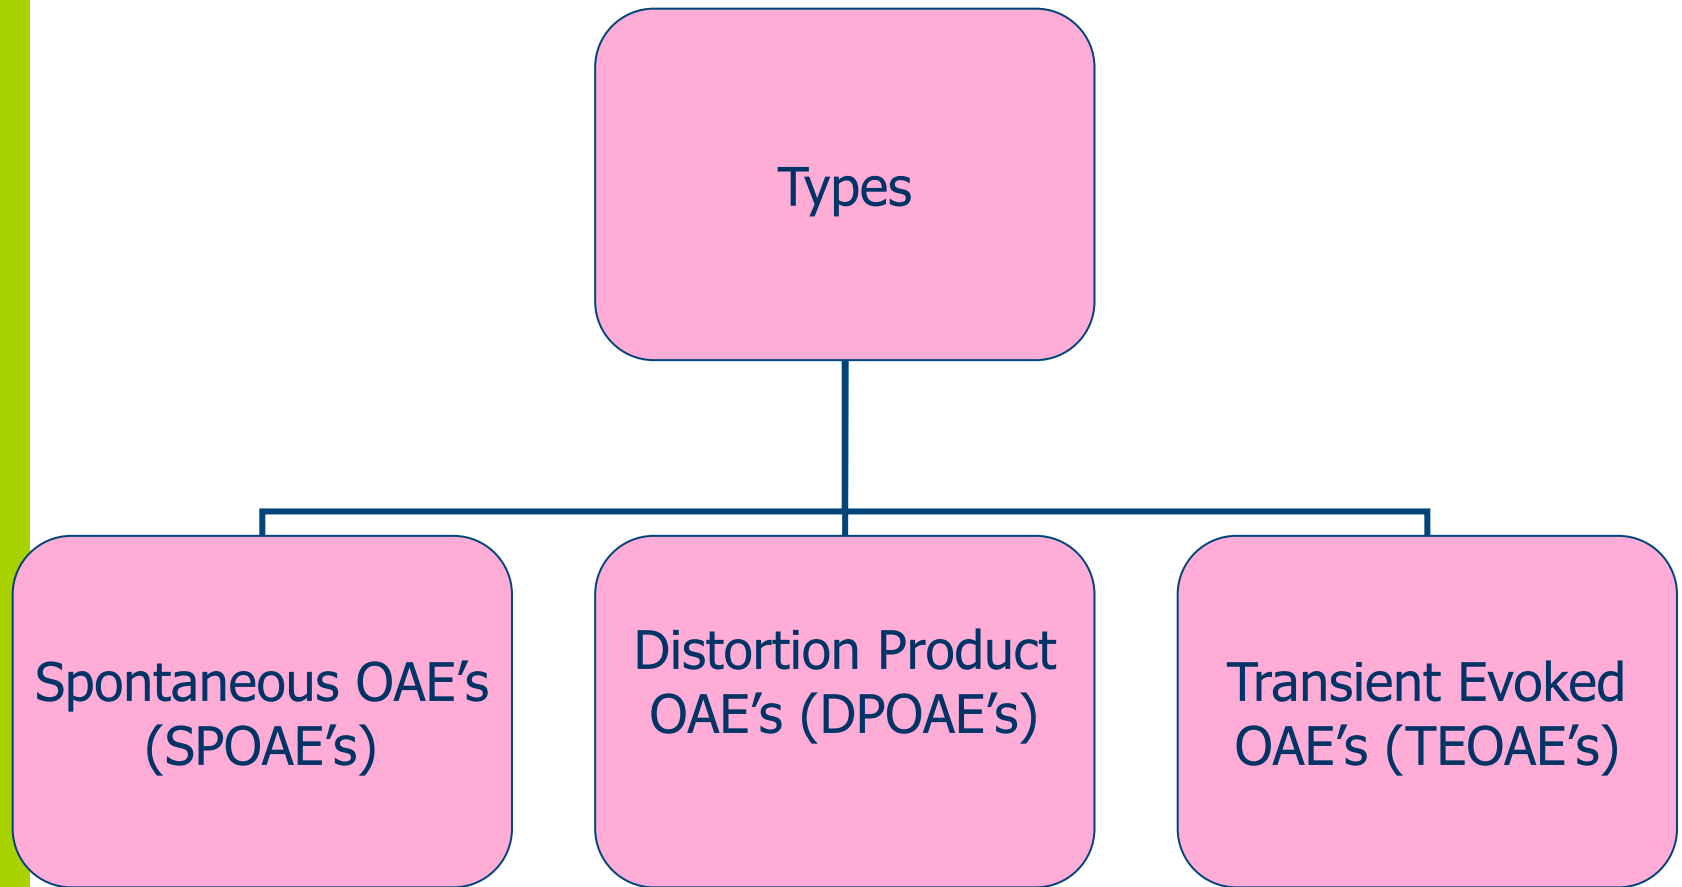 Types
Spontaneous OAE’s
(SPOAE’s)
Distortion Product
OAE’s (DPOAE’s)
Transient Evoked
OAE’s (TEOAE’s)